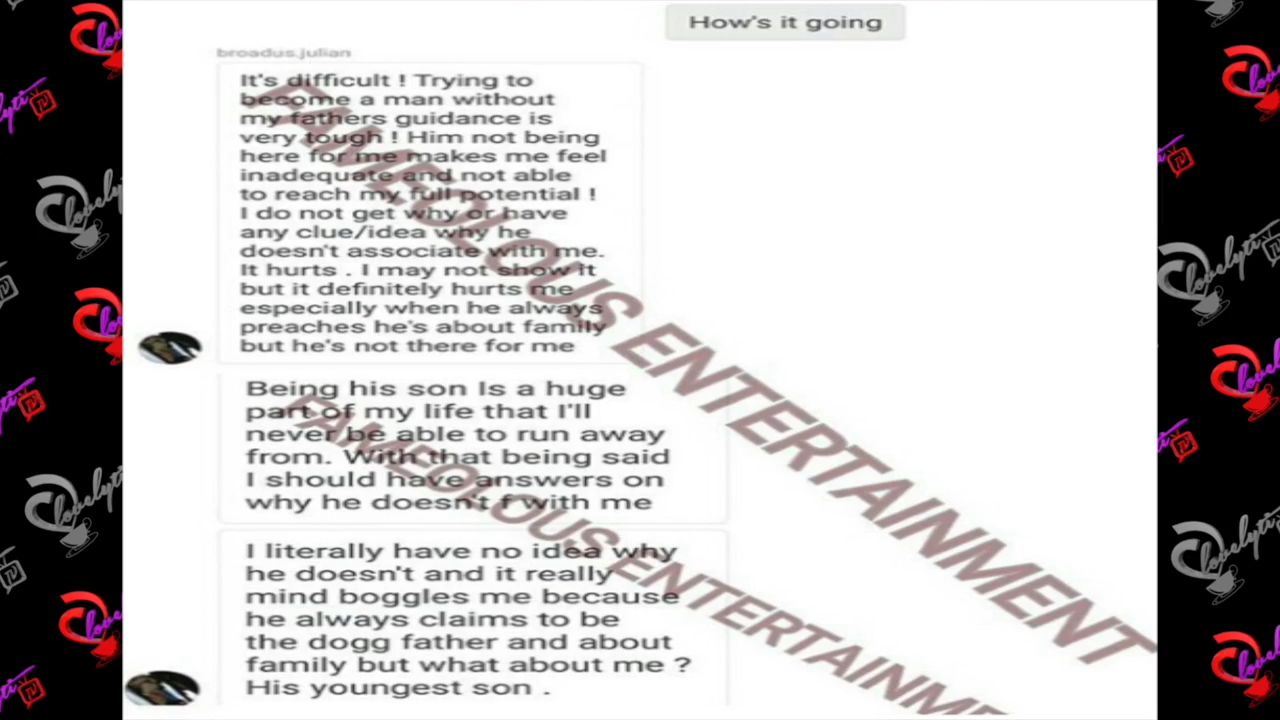 How's it going
broadus.julian
It's difficult ! Trying to
become a man without
my fathers guidance is
very tough ! Him not being
here for me makes me feel
inadequate and not able
to reach my full potential !
I do not get why or have
any clue/idea why he
doesn't associate with me.
It hurts . I may not show it
but it definitely hurts me
especially when he always
preaches he's about family
but he's not there for me
Being his son Is a huge
part of my life that I'll
never be able to run away
from. With that being said
I should have answers on
why he doesn't f with me
I literally have no idea why
he doesn't and it really
mind boggles me because
he always claims to be
the dogg father and about
family but what about me ?
His youngest son .
FAMEOLOUS ENTERTAINMENT
FAMEOLOUS ENTERTAINME
Lovelyti
TV